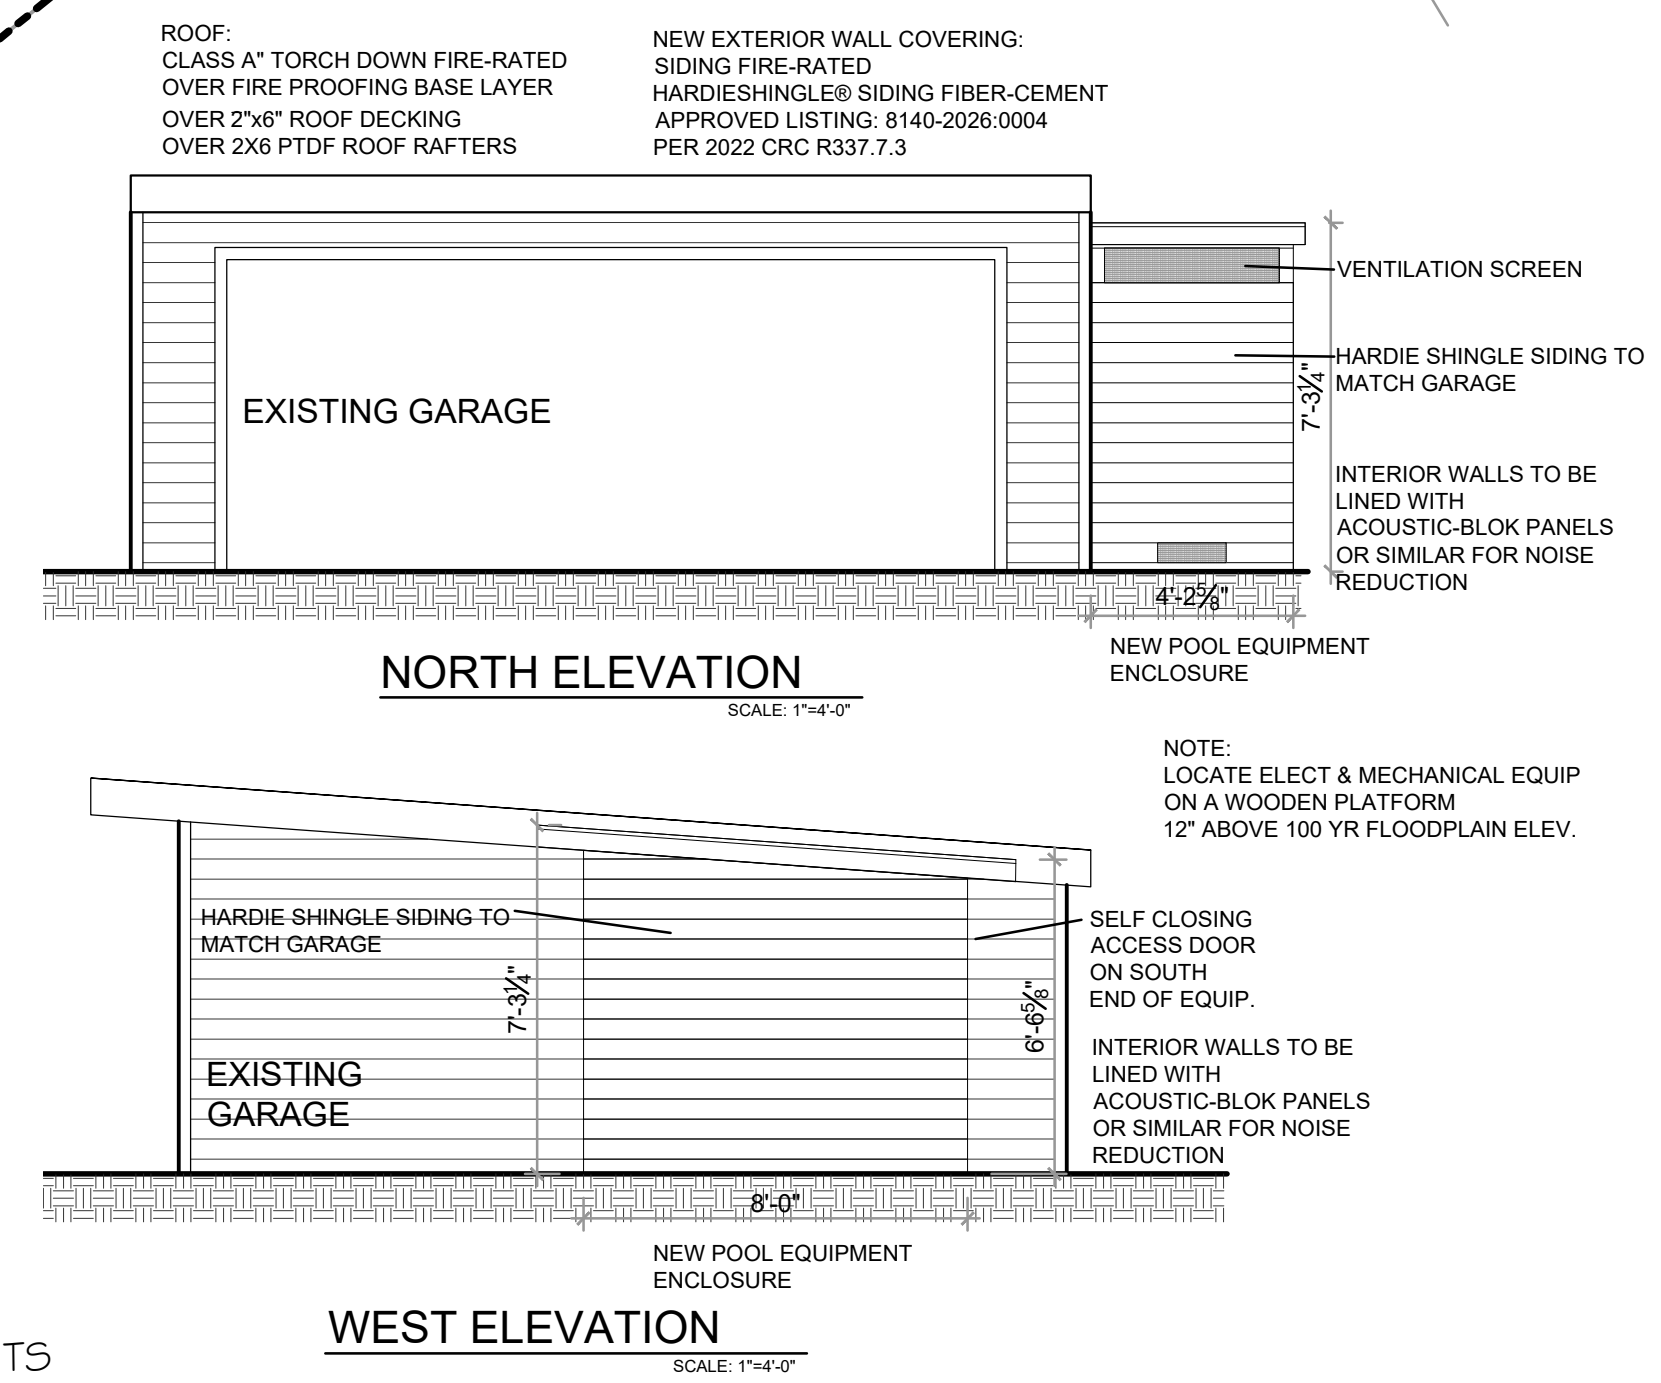 ROOF:
CLASS A" TORCH DOWN FIRE-RATED
OVER FIRE PROOFING BASE LAYER
OVER 2"x6" ROOF DECKING
OVER 2X6 PTDF ROOF RAFTERS
NEW EXTERIOR WALL COVERING:
SIDING FIRE-RATED
HARDIESHINGLE® SIDING FIBER-CEMENT
APPROVED LISTING: 8140-2026:0004
PER 2022 CRC R337.7.3
VENTILATION SCREEN
HARDIE SHINGLE SIDING TO
MATCH GARAGE
7'-3¼"
EXISTING GARAGE
INTERIOR WALLS TO BE
LINED WITH
ACOUSTIC-BLOK PANELS
OR SIMILAR FOR NOISE
REDUCTION
4'-2⅝"
NEW POOL EQUIPMENT
ENCLOSURE
NORTH ELEVATION
SCALE: 1"=4'-0"
NOTE:
LOCATE ELECT & MECHANICAL EQUIP
ON A WOODEN PLATFORM
12" ABOVE 100 YR FLOODPLAIN ELEV.
HARDIE SHINGLE SIDING TO
MATCH GARAGE
SELF CLOSING
ACCESS DOOR
ON SOUTH
END OF EQUIP.
7'-3¼"
6'-6⅝"
EXISTING
GARAGE
INTERIOR WALLS TO BE
LINED WITH
ACOUSTIC-BLOK PANELS
OR SIMILAR FOR NOISE
REDUCTION
8'-0"
NEW POOL EQUIPMENT
ENCLOSURE
WEST ELEVATION
SCALE: 1"=4'-0"
TS